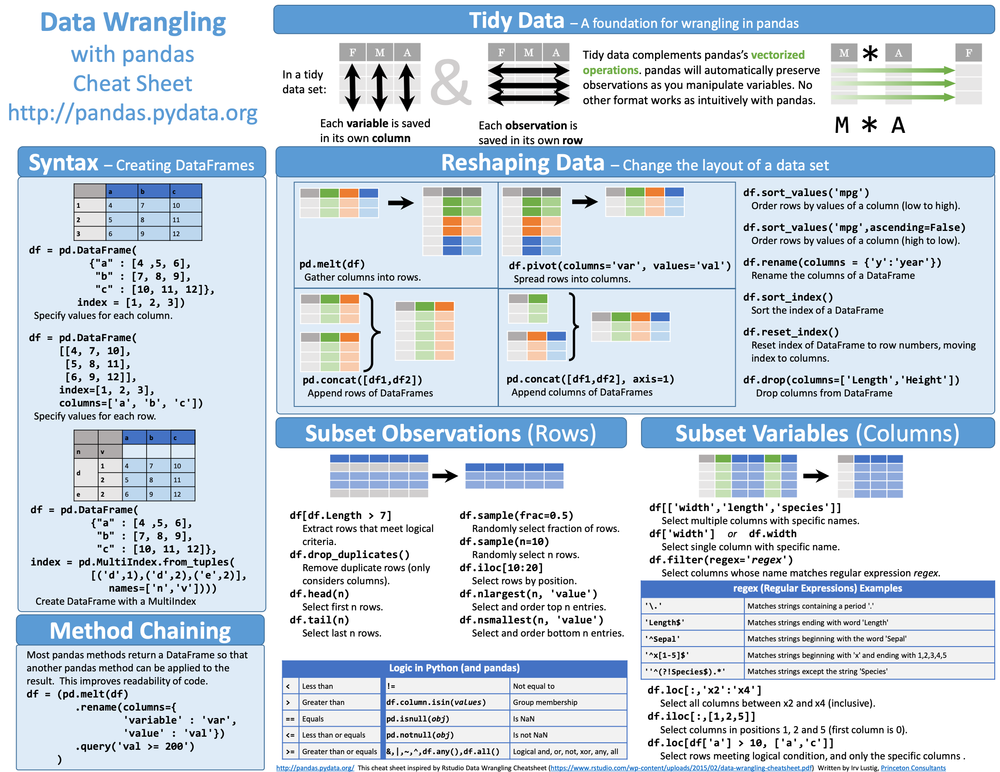 Data Wrangling
with pandas
Cheat Sheet
http://pandas.pydata.org
Tidy Data – A foundation for wrangling in pandas
In a tidy
data set:
F M A
Each variable is saved
in its own column
&
F M A
Each observation is
saved in its own row
Tidy data complements pandas's vectorized
operations. pandas will automatically preserve
observations as you manipulate variables. No
other format works as intuitively with pandas.
M * A F
M * A
Syntax – Creating DataFrames
a b c
1 4 7 10
2 5 8 11
3 6 9 12
df = pd.DataFrame(
{"a" : [4 ,5, 6],
"b" : [7, 8, 9],
"c" : [10, 11, 12]},
index = [1, 2, 3])
Specify values for each column.
df = pd.DataFrame(
[[4, 7, 10],
[5, 8, 11],
[6, 9, 12]],
index=[1, 2, 3],
columns=['a', 'b', 'c'])
Specify values for each row.
a b c
n v
d 1 4 7 10
2 5 8 11
e 2 6 9 12
df = pd.DataFrame(
{"a" : [4 ,5, 6],
"b" : [7, 8, 9],
"c" : [10, 11, 12]},
index = pd.MultiIndex.from_tuples(
[('d',1),('d',2),('e',2)],
names=['n','v'])))
Create DataFrame with a MultiIndex
Method Chaining
Most pandas methods return a DataFrame so that
another pandas method can be applied to the
result. This improves readability of code.
df = (pd.melt(df)
.rename(columns={
'variable' : 'var',
'value' : 'val'})
.query('val >= 200')
)
Reshaping Data – Change the layout of a data set
pd.melt(df)
Gather columns into rows.
df.pivot(columns='var', values='val')
Spread rows into columns.
pd.concat([df1,df2])
Append rows of DataFrames
pd.concat([df1,df2], axis=1)
Append columns of DataFrames
df.sort_values('mpg')
Order rows by values of a column (low to high).
df.sort_values('mpg',ascending=False)
Order rows by values of a column (high to low).
df.rename(columns = {'y':'year'})
Rename the columns of a DataFrame
df.sort_index()
Sort the index of a DataFrame
df.reset_index()
Reset index of DataFrame to row numbers, moving
index to columns.
df.drop(columns=['Length','Height'])
Drop columns from DataFrame
Subset Observations (Rows)
df[df.Length > 7]
Extract rows that meet logical
criteria.
df.drop_duplicates()
Remove duplicate rows (only
considers columns).
df.head(n)
Select first n rows.
df.tail(n)
Select last n rows.
df.sample(frac=0.5)
Randomly select fraction of rows.
df.sample(n=10)
Randomly select n rows.
df.iloc[10:20]
Select rows by position.
df.nlargest(n, 'value')
Select and order top n entries.
df.nsmallest(n, 'value')
Select and order bottom n entries.
Logic in Python (and pandas)
< Less than != Not equal to
> Greater than df.column.isin(values) Group membership
== Equals pd.isnull(obj) Is NaN
<= Less than or equals pd.notnull(obj) Is not NaN
>= Greater than or equals &,|,~,^,df.any(),df.all() Logical and, or, not, xor, any, all
Subset Variables (Columns)
df[['width','length','species']]
Select multiple columns with specific names.
df['width'] or df.width
Select single column with specific name.
df.filter(regex='regex')
Select columns whose name matches regular expression regex.
regex (Regular Expressions) Examples
'\.' Matches strings containing a period '.'
'Length$' Matches strings ending with word 'Length'
'^Sepal' Matches strings beginning with the word 'Sepal'
'^x[1-5]$' Matches strings beginning with 'x' and ending with 1,2,3,4,5
''^(?!Species$).*' Matches strings except the string 'Species'
df.loc[:,'x2':'x4']
Select all columns between x2 and x4 (inclusive).
df.iloc[:,[1,2,5]]
Select columns in positions 1, 2 and 5 (first column is 0).
df.loc[df['a'] > 10, ['a','c']]
Select rows meeting logical condition, and only the specific columns .
http://pandas.pydata.org/ This cheat sheet inspired by Rstudio Data Wrangling Cheatsheet (https://www.rstudio.com/wp-content/uploads/2015/02/data-wrangling-cheatsheet.pdf) Written by Irv Lustig, Princeton Consultants